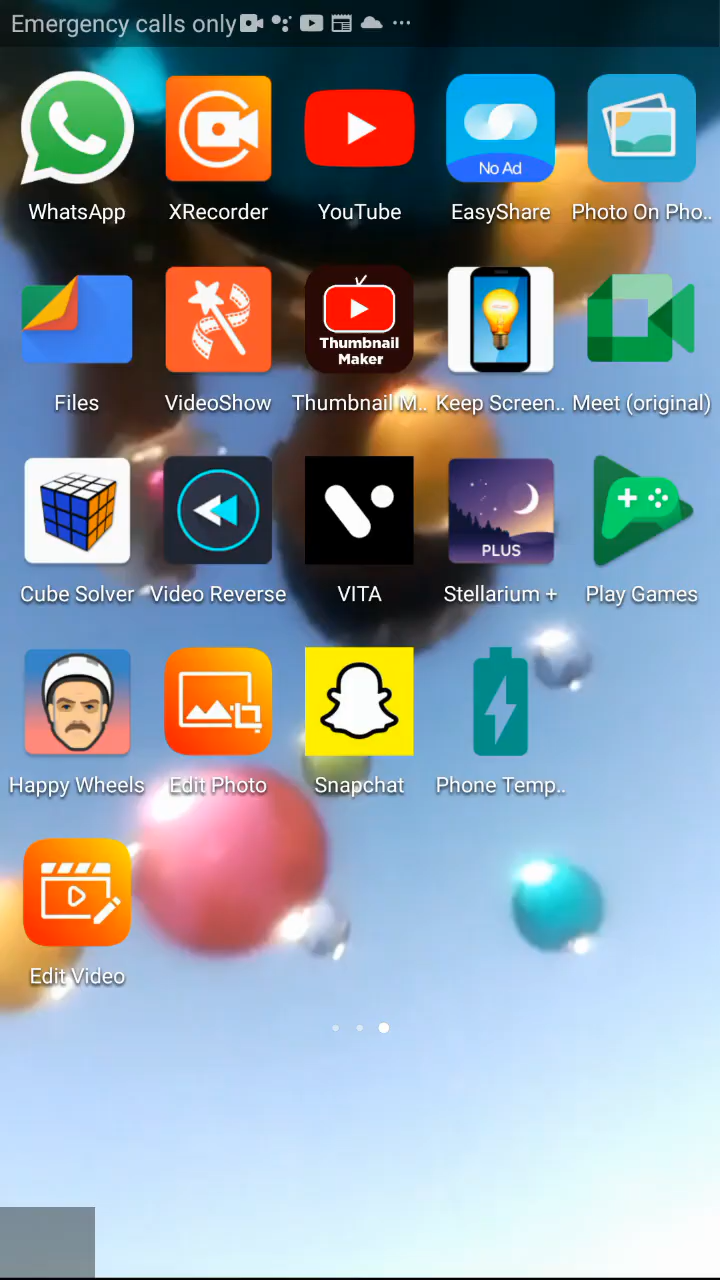 Emergency calls only
No Ad
WhatsApp XRecorder YouTube EasyShare Photo On Pho..
Thumbnail
Maker
Files VideoShow Thumbnail M.. Keep Screen.. Meet (original)
PLUS
Cube Solver Video Reverse VITA Stellarium + Play Games
Happy Wheels Edit Photo Snapchat Phone Temp..
Edit Video